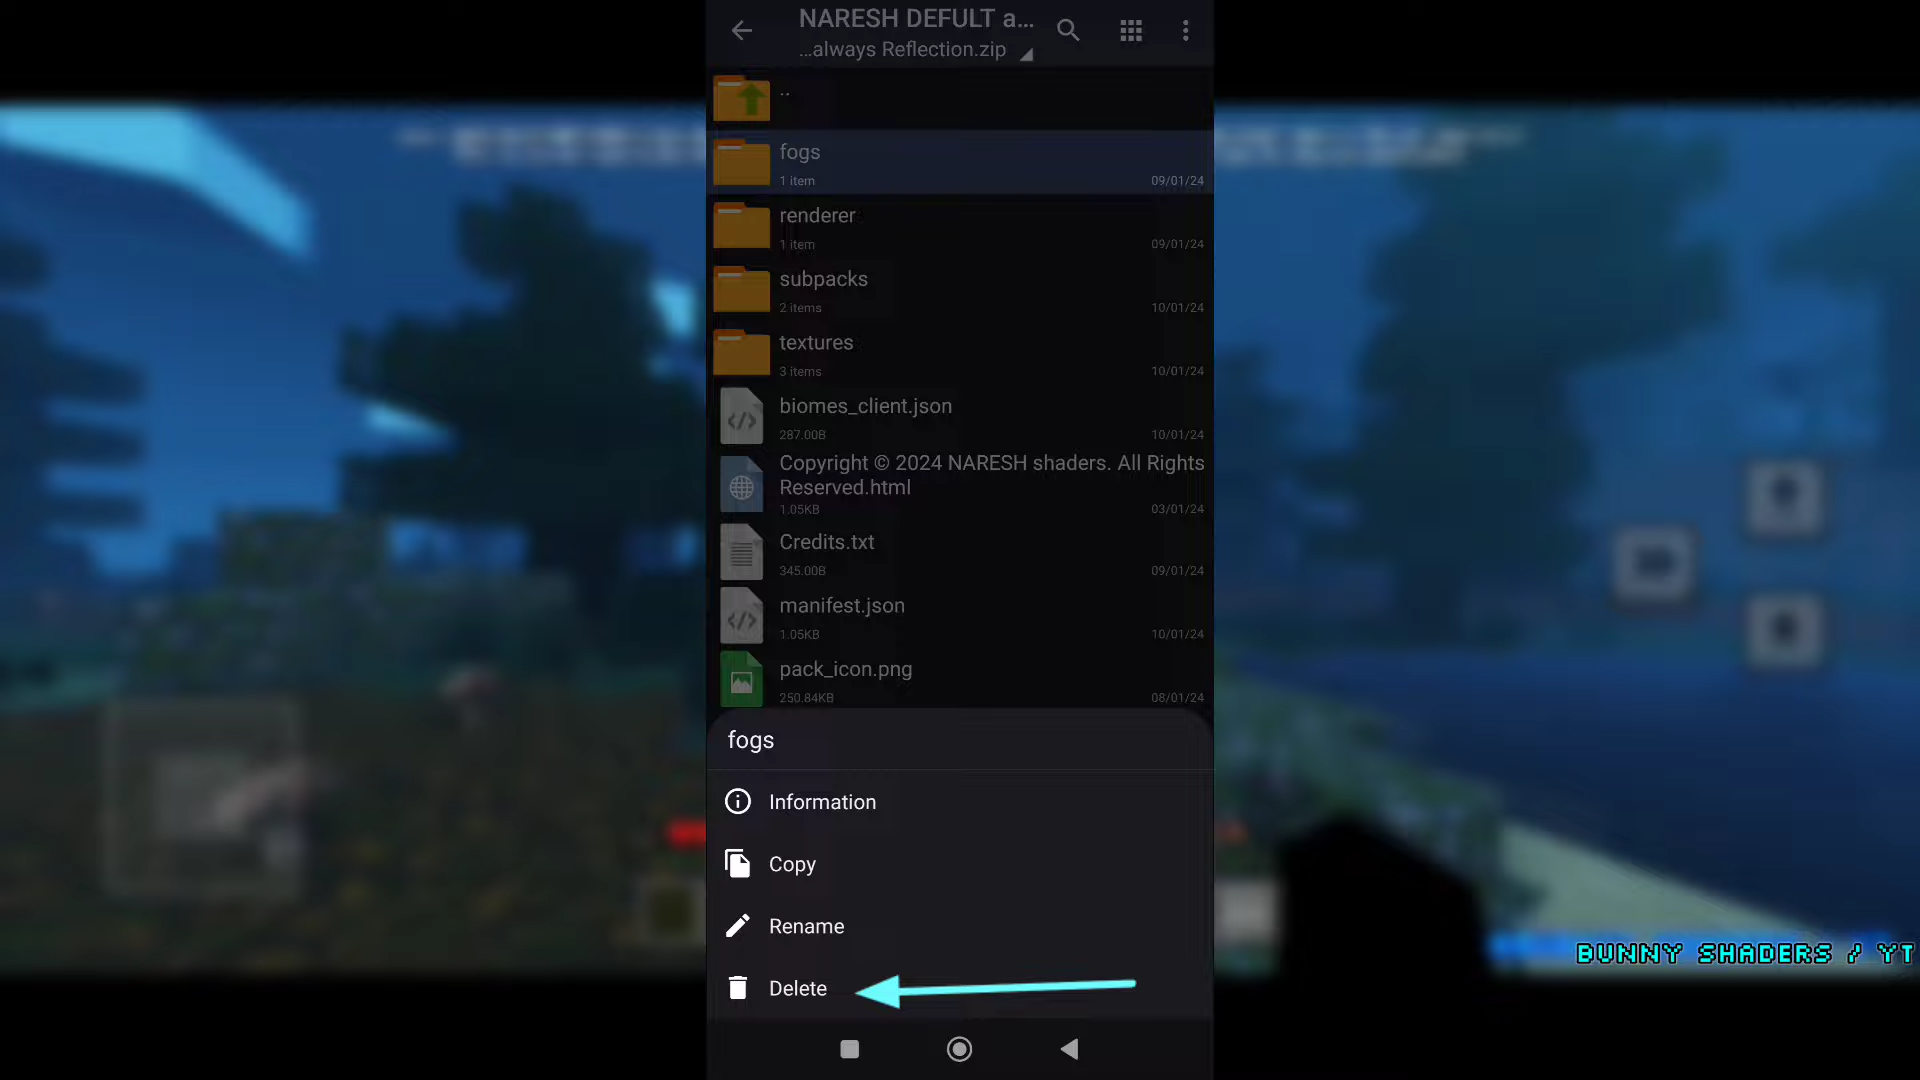 NARESH DEFULT a...
...always Reflection.zip
..
fogs
1 item
09/01/24
renderer
1 item
09/01/24
subpacks
2 items
10/01/24
textures
3 items
10/01/24
biomes_client.json
287.00B
10/01/24
Copyright © 2024 NARESH shaders. All Rights
Reserved.html
1.05KB
03/01/24
Credits.txt
345.00B
09/01/24
manifest.json
1.05KB
10/01/24
pack_icon.png
250.84KB
08/01/24
fogs
Information
Copy
Rename
Delete
BUNNY SHADERS / YT